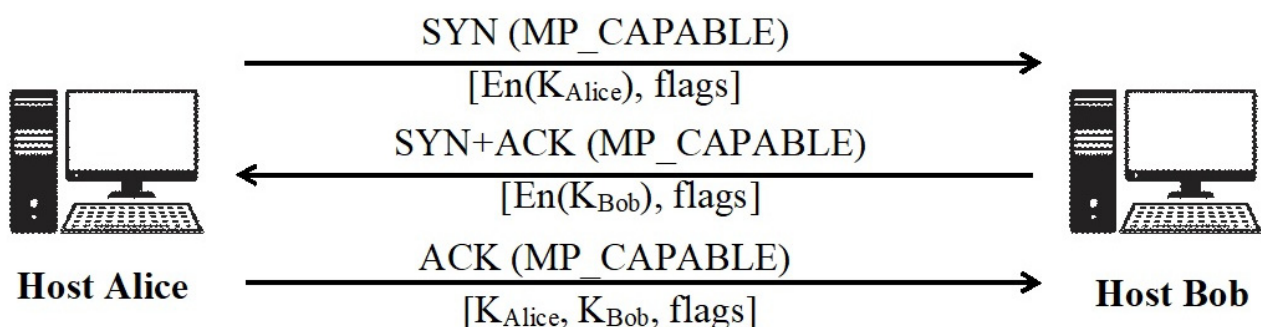 SYN (MP_CAPABLE)
[En(K_Alice), flags]
SYN+ACK (MP_CAPABLE)
[En(K_Bob), flags]
ACK (MP_CAPABLE)
[K_Alice, K_Bob, flags]
Host Alice
Host Bob